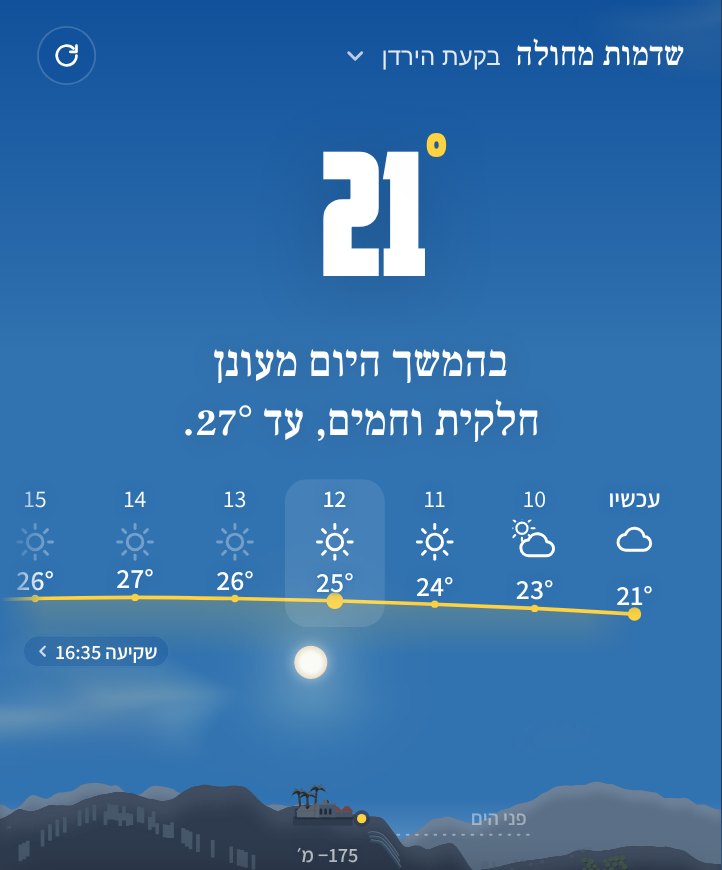 שדמות מחולה בקעת הירדן
21°
בהמשך היום מעונן
חלקית וחמים, עד 27°.
עכשיו 10 11 12 13 14 15
21° 23° 24° 25° 26° 27° 26°
שקיעה 16:35
פני הים
−175 מ׳